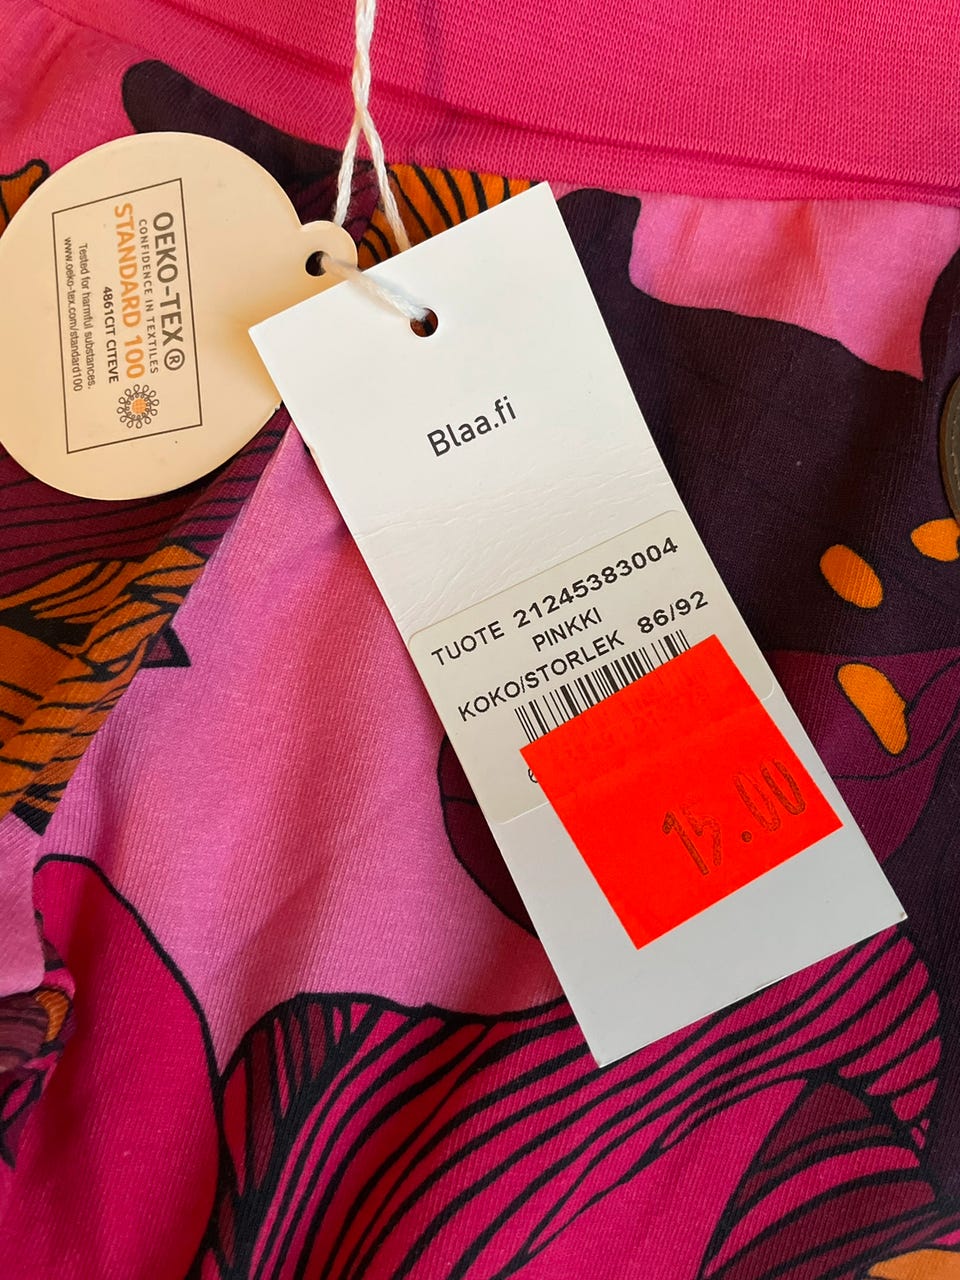 OEKO-TEX®
CONFIDENCE IN TEXTILES
STANDARD 100
4861CIT CITEVE
Tested for harmful substances.
www.oeko-tex.com/standard100
Blaa.fi
TUOTE 21245383004
PINKKI
KOKO/STORLEK 86/92
15.00